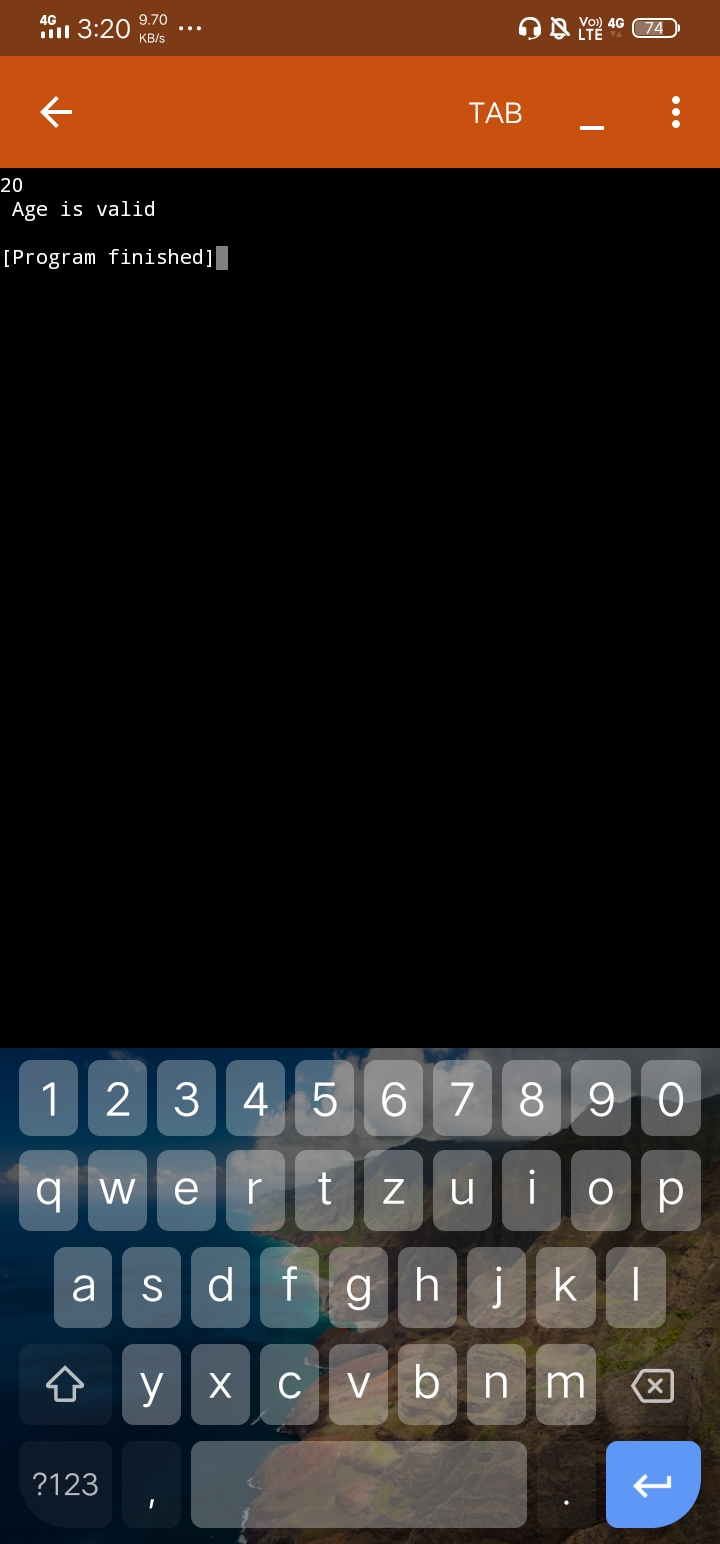 4G 3:20 9.70 KB/s ... Vo)) LTE 4G 74
TAB _
20
Age is valid
[Program finished]
1 2 3 4 5 6 7 8 9 0
q w e r t z u i o p
a s d f g h j k l
y x c v b n m
?123 , .